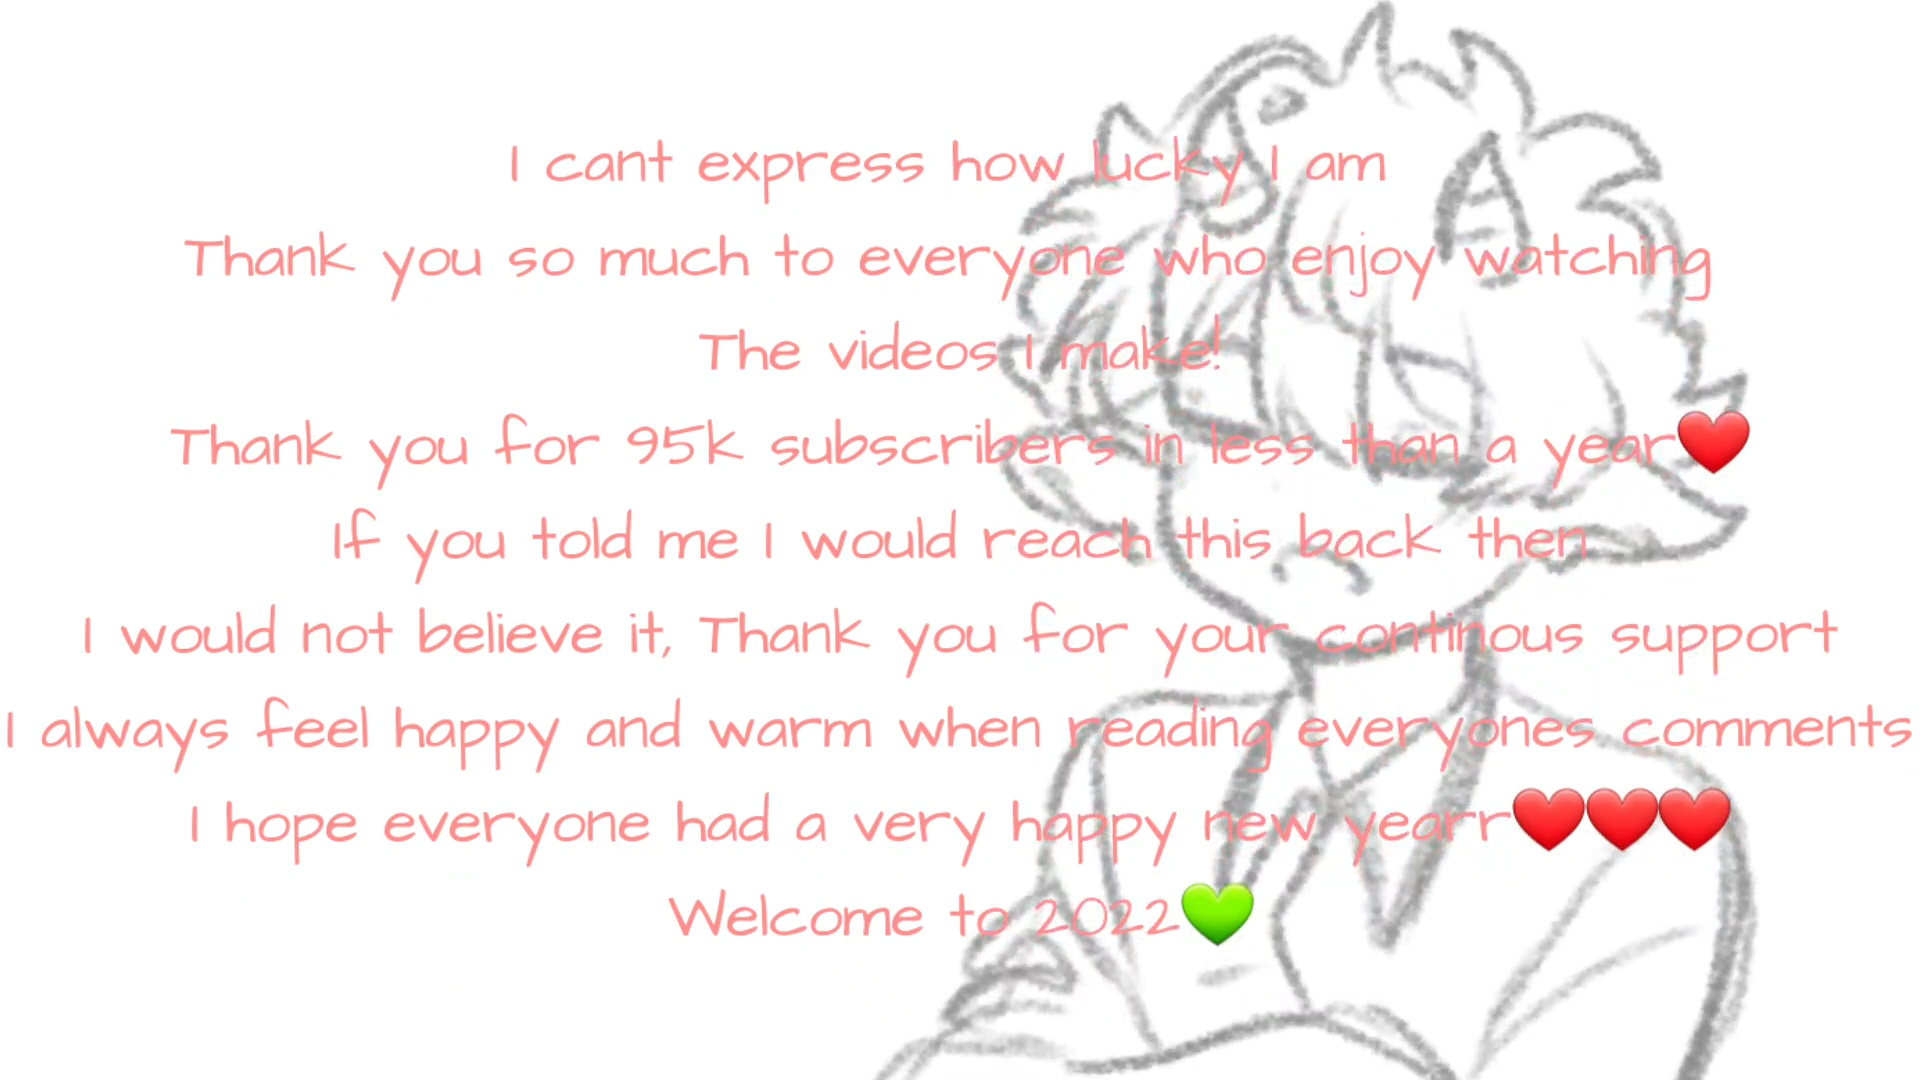 I cant express how lucky I am
Thank you so much to everyone who enjoy watching
The videos I make!
Thank you for 95k subscribers in less than a year❤️
If you told me I would reach this back then
I would not believe it, Thank you for your continous support
I always feel happy and warm when reading everyones comments
I hope everyone had a very happy new yearr❤️❤️❤️
Welcome to 2022💚